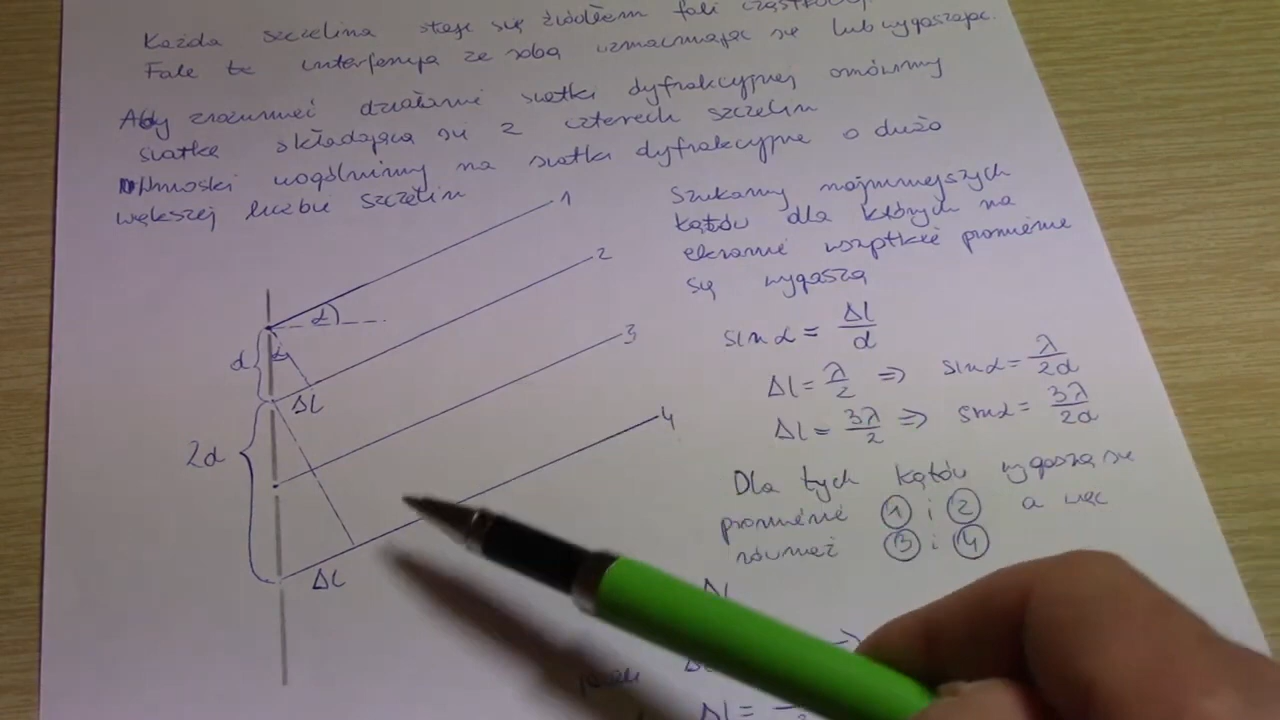 Każda szczelina staje się źródłem fali
Fale te interferują ze sobą wzmacniając się lub wygaszając.
Aby zrozumieć działanie siatki dyfrakcyjnej omówimy
siatkę składającą się z czterech szczelin
Wnioski uogólnimy na siatki dyfrakcyjne o dużo
większej liczbie szczelin
1
2
3
4
α
α
d
Δl
2d
Δl
Szukamy najmniejszych
kątów dla których na
ekranie wszystkie promienie
się wygaszą
sin α = Δl/d
Δl = λ/2 ⇒ sin α = λ/2d
Δl = 3λ/2 ⇒ sin α = 3λ/2d
Dla tych kątów wygaszą się
promienie ① i ② a więc
również ③ i ④
Δl
⇒
Δl =